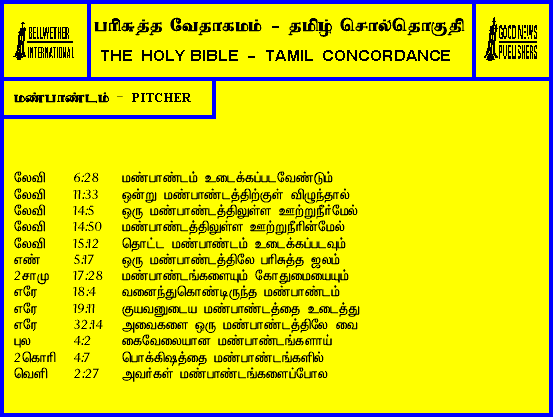 BELLWETHER
INTERNATIONAL
பரிசுத்த வேதாகமம் - தமிழ் சொல்தொகுதி
THE HOLY BIBLE - TAMIL CONCORDANCE
GOOD NEWS
PUBLISHERS
மண்பாண்டம் - PITCHER
லேவி 6:28 மண்பாண்டம் உடைக்கப்படவேண்டும்
லேவி 11:33 ஒன்று மண்பாண்டத்திற்குள் விழுந்தால்
லேவி 14:5 ஒரு மண்பாண்டத்திலுள்ள ஊற்றுநீர்மேல்
லேவி 14:50 மண்பாண்டத்திலுள்ள ஊற்றுநீரின்மேல்
லேவி 15:12 தொட்ட மண்பாண்டம் உடைக்கப்படவும்
எண் 5:17 ஒரு மண்பாண்டத்திலே பரிசுத்த ஜலம்
2சாமு 17:28 மண்பாண்டங்களையும் கோதுமையையும்
எரே 18:4 வனைந்துகொண்டிருந்த மண்பாண்டம்
எரே 19:11 குயவனுடைய மண்பாண்டத்தை உடைத்து
எரே 32:14 அவைகளை ஒரு மண்பாண்டத்திலே வை
புல 4:2 கைவேலையான மண்பாண்டங்களாய்
2கொரி 4:7 பொக்கிஷத்தை மண்பாண்டங்களில்
வெளி 2:27 அவர்கள் மண்பாண்டங்களைப்போல